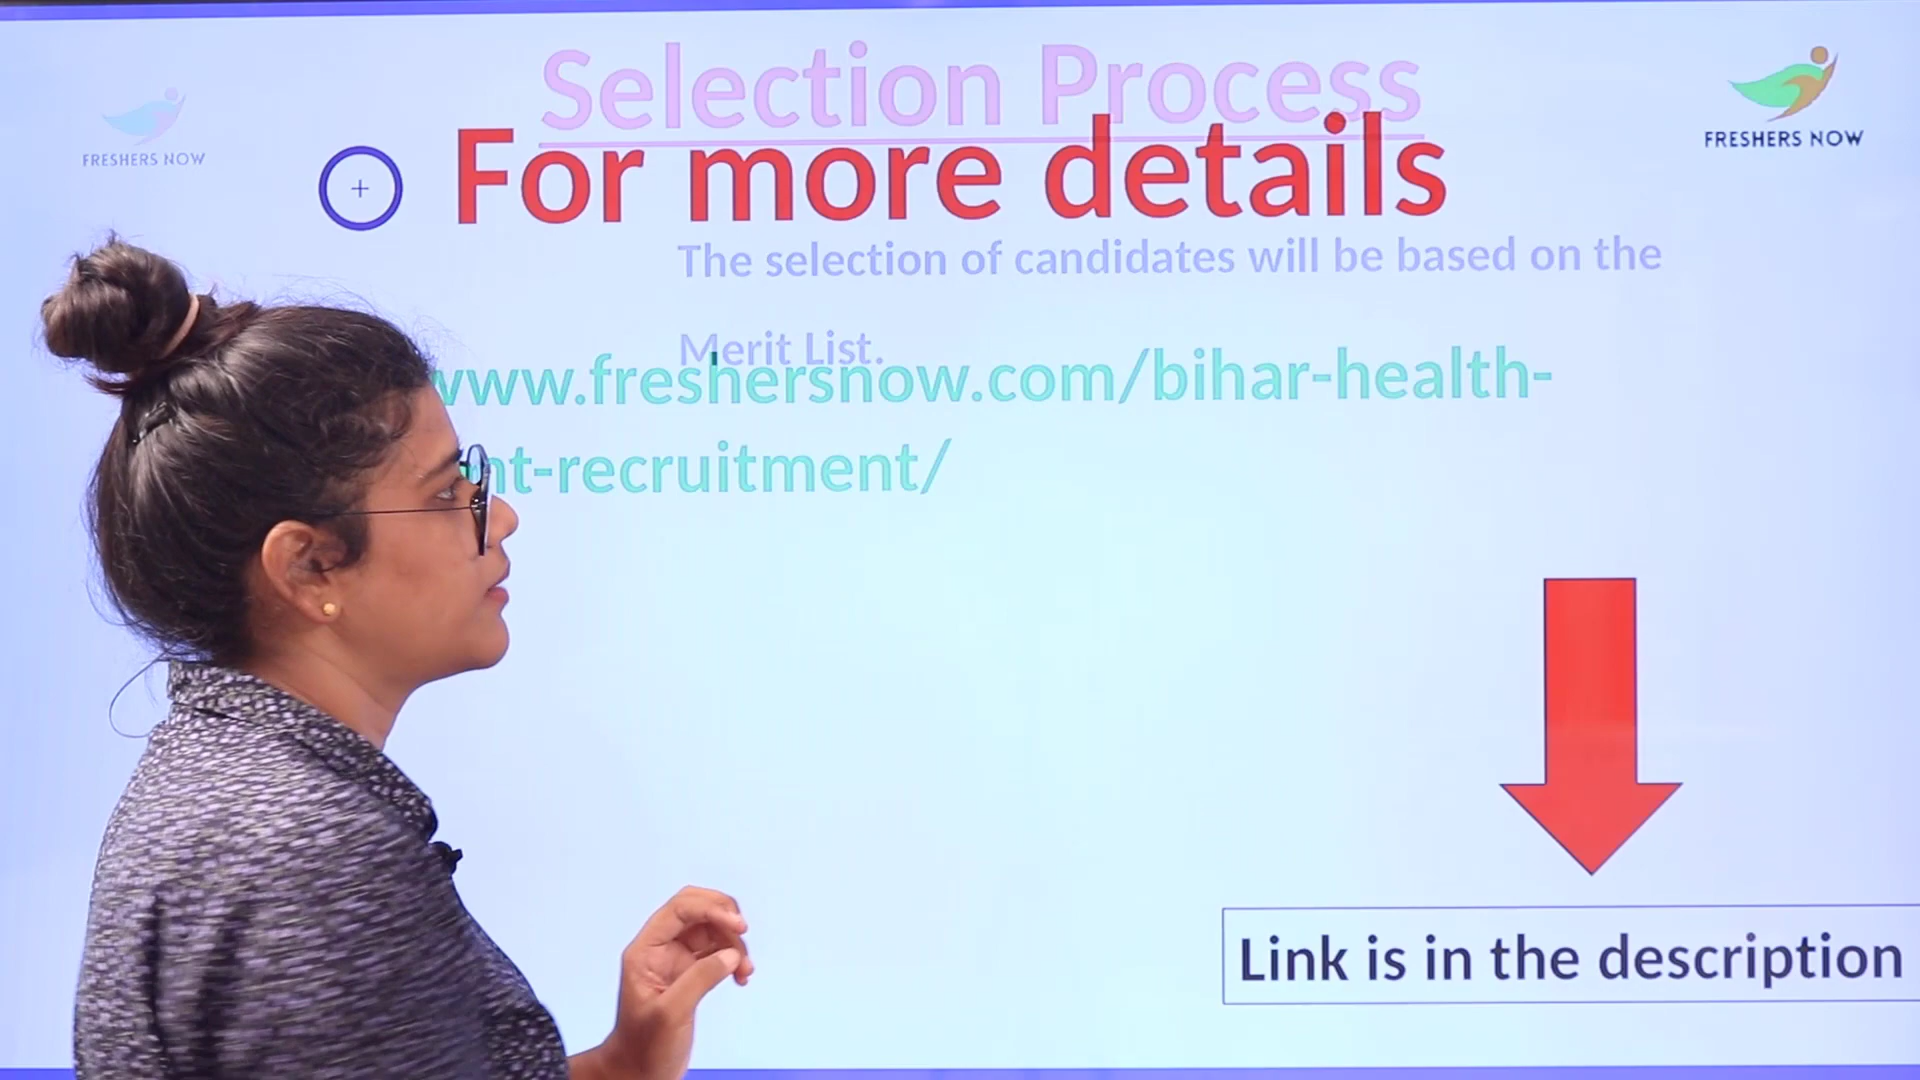 Selection Process
FRESHERS NOW
FRESHERS NOW
For more details
The selection of candidates will be based on the
Merit List.
www.freshersnow.com/bihar-health-
nt-recruitment/
Link is in the description